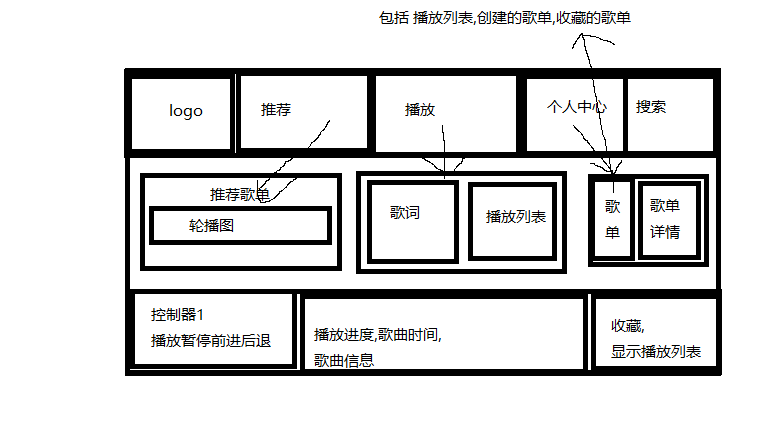 包括 播放列表,创建的歌单,收藏的歌单
logo
推荐
播放
个人中心
搜索
推荐歌单
轮播图
歌词
播放列表
歌
单
歌单
详情
控制器1
播放暂停前进后退
播放进度,歌曲时间,
歌曲信息
收藏,
显示播放列表